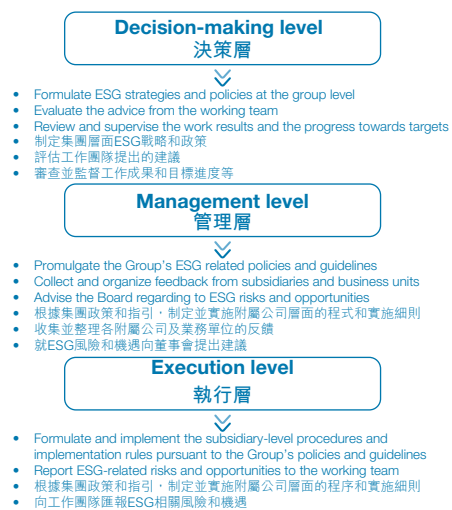 Decision-making level
決策層
• Formulate ESG strategies and policies at the group level
• Evaluate the advice from the working team
• Review and supervise the work results and the progress towards targets
• 制定集團層面ESG戰略和政策
• 評估工作團隊提出的建議
• 審查並監督工作成果和目標進度等
Management level
管理層
• Promulgate the Group's ESG related policies and guidelines
• Collect and organize feedback from subsidiaries and business units
• Advise the Board regarding to ESG risks and opportunities
• 根據集團政策和指引，制定並實施附屬公司層面的程式和實施細則
• 收集並整理各附屬公司及業務單位的反饋
• 就ESG風險和機遇向董事會提出建議
Execution level
執行層
• Formulate and implement the subsidiary-level procedures and
implementation rules pursuant to the Group's policies and guidelines
• Report ESG-related risks and opportunities to the working team
• 根據集團政策和指引，制定並實施附屬公司層面的程序和實施細則
• 向工作團隊匯報ESG相關風險和機遇